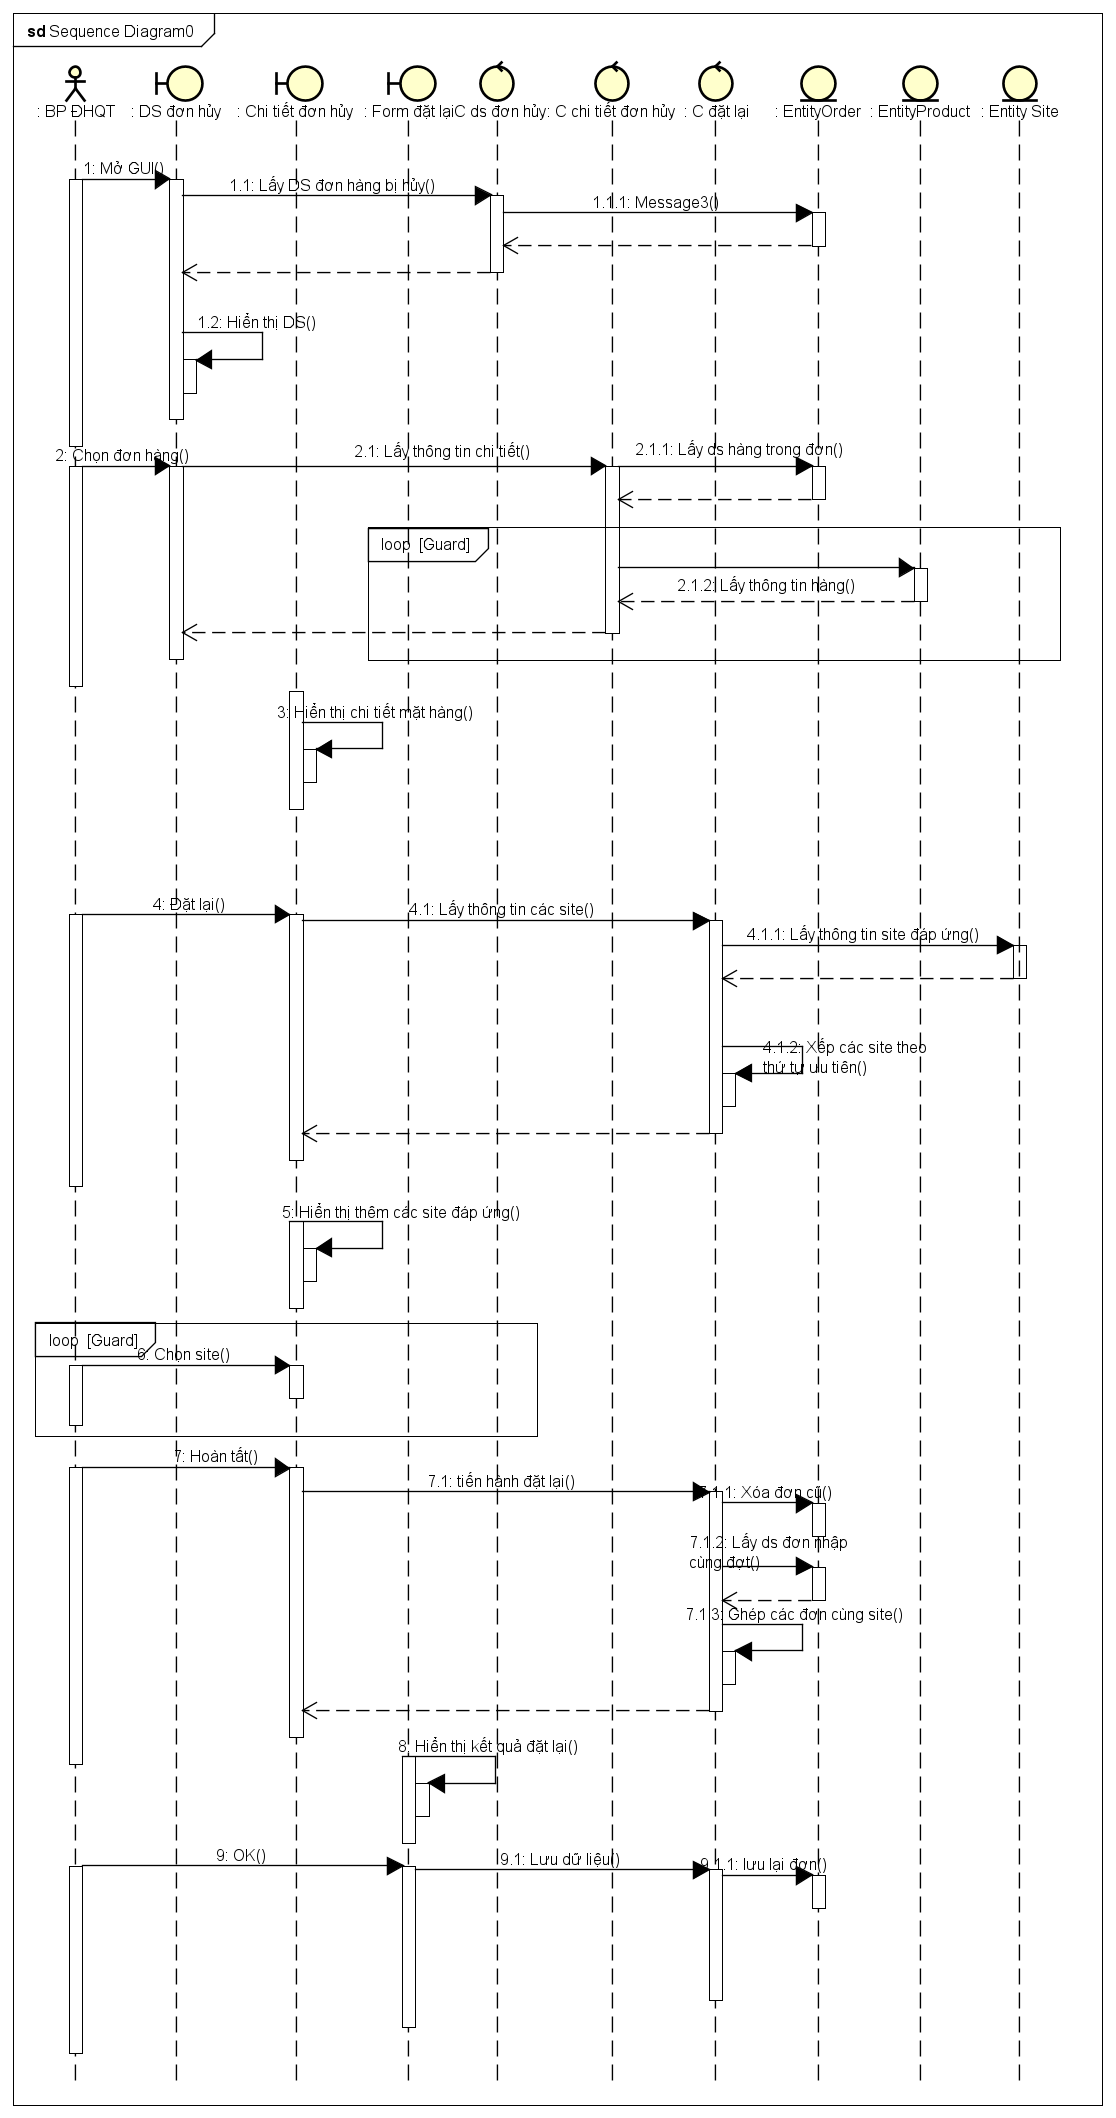 sd Sequence Diagram0
: BP ĐHQT
: DS đơn hủy
: Chi tiết đơn hủy
: Form đặt lại
C ds đơn hủy
: C chi tiết đơn hủy
: C đặt lại
: EntityOrder
: EntityProduct
: Entity Site
1: Mở GUI()
1.1: Lấy DS đơn hàng bị hủy()
1.1.1: Message3()
1.2: Hiển thị DS()
2: Chọn đơn hàng()
2.1: Lấy thông tin chi tiết()
2.1.1: Lấy ds hàng trong đơn()
loop [Guard]
2.1.2: Lấy thông tin hàng()
3: Hiển thị chi tiết mặt hàng()
4: Đặt lại()
4.1: Lấy thông tin các site()
4.1.1: Lấy thông tin site đáp ứng()
4.1.2: Xếp các site theo
thứ tự ưu tiên()
5: Hiển thị thêm các site đáp ứng()
loop [Guard]
6: Chọn site()
7: Hoàn tất()
7.1: tiến hành đặt lại()
7.1.1: Xóa đơn cũ()
7.1.2: Lấy ds đơn nhập
cùng đợt()
7.1.3: Ghép các đơn cùng site()
8: Hiển thị kết quả đặt lại()
9: OK()
9.1: Lưu dữ liệu()
9.1.1: lưu lại đơn()